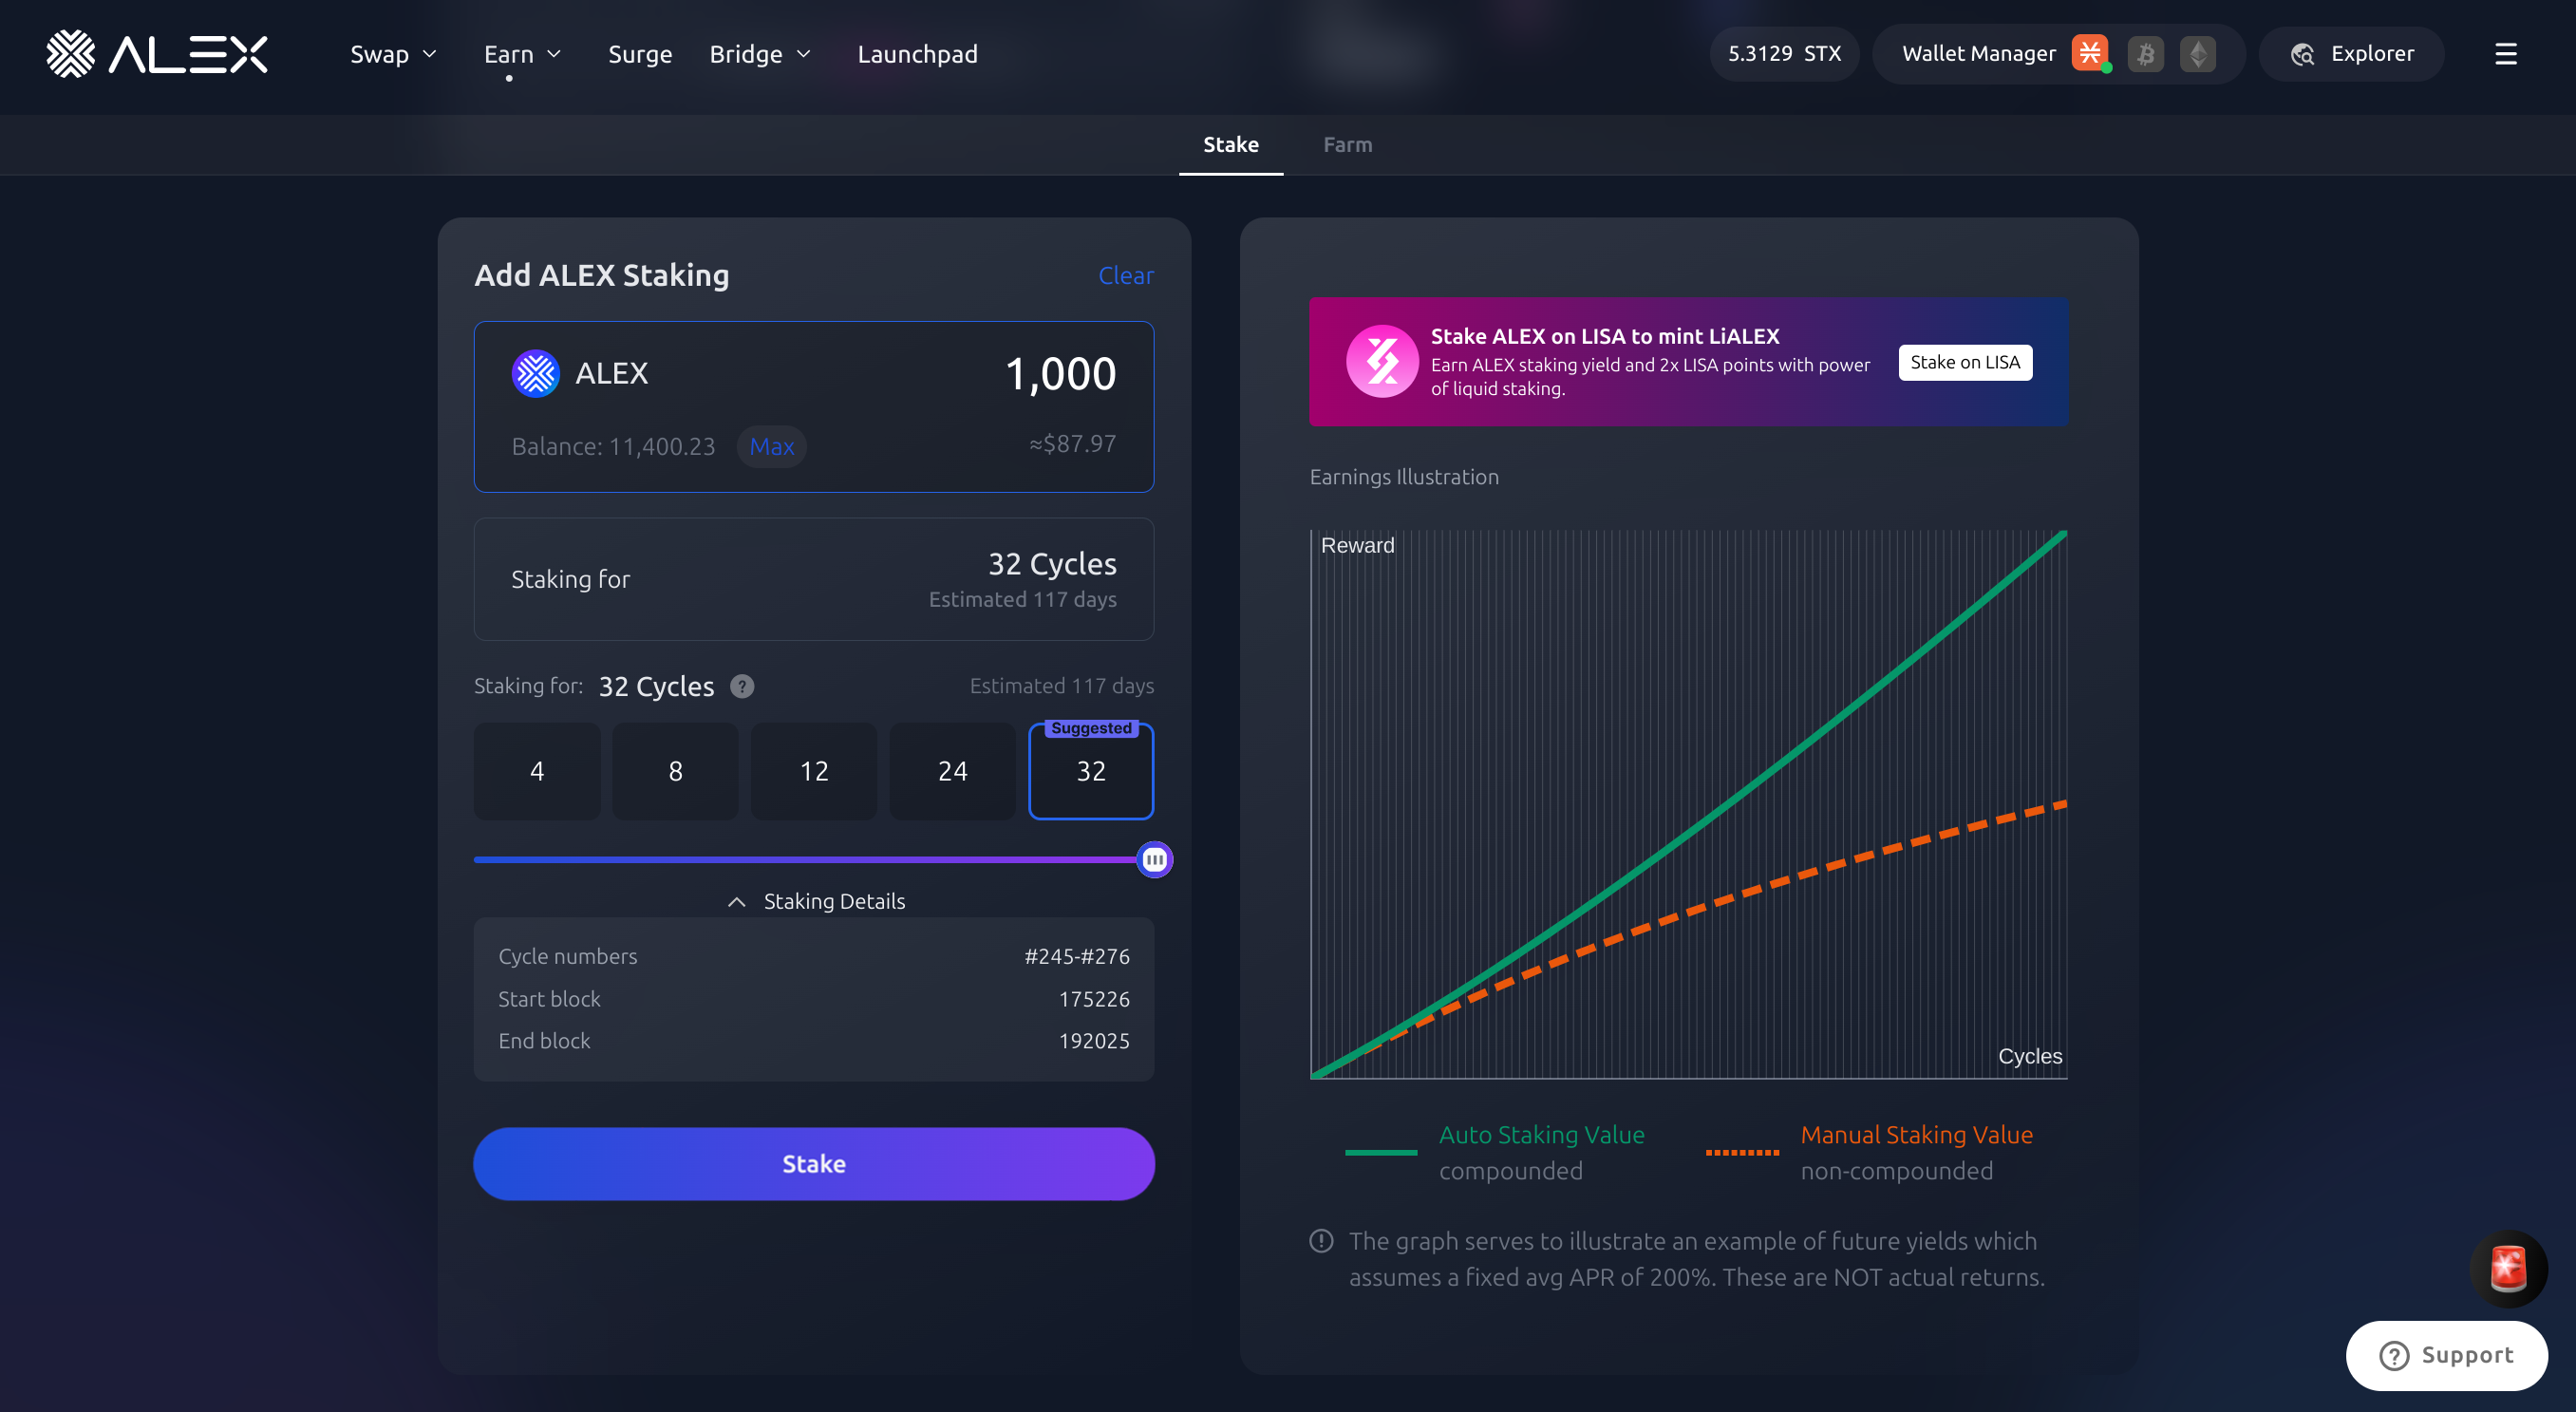 ALEX
Swap
Earn
Surge
Bridge
Launchpad
5.3129 STX
Wallet Manager
Explorer
Stake
Farm
Add ALEX Staking
Clear
ALEX
1,000
Balance: 11,400.23
Max
≈$87.97
Staking for
32 Cycles
Estimated 117 days
Staking for: 32 Cycles ?
Estimated 117 days
4
8
12
24
Suggested
32
Staking Details
Cycle numbers
#245-#276
Start block
175226
End block
192025
Stake
Stake ALEX on LISA to mint LiALEX
Earn ALEX staking yield and 2x LISA points with power
of liquid staking.
Stake on LISA
Earnings Illustration
Reward
Cycles
Auto Staking Value
compounded
Manual Staking Value
non-compounded
The graph serves to illustrate an example of future yields which
assumes a fixed avg APR of 200%. These are NOT actual returns.
? Support